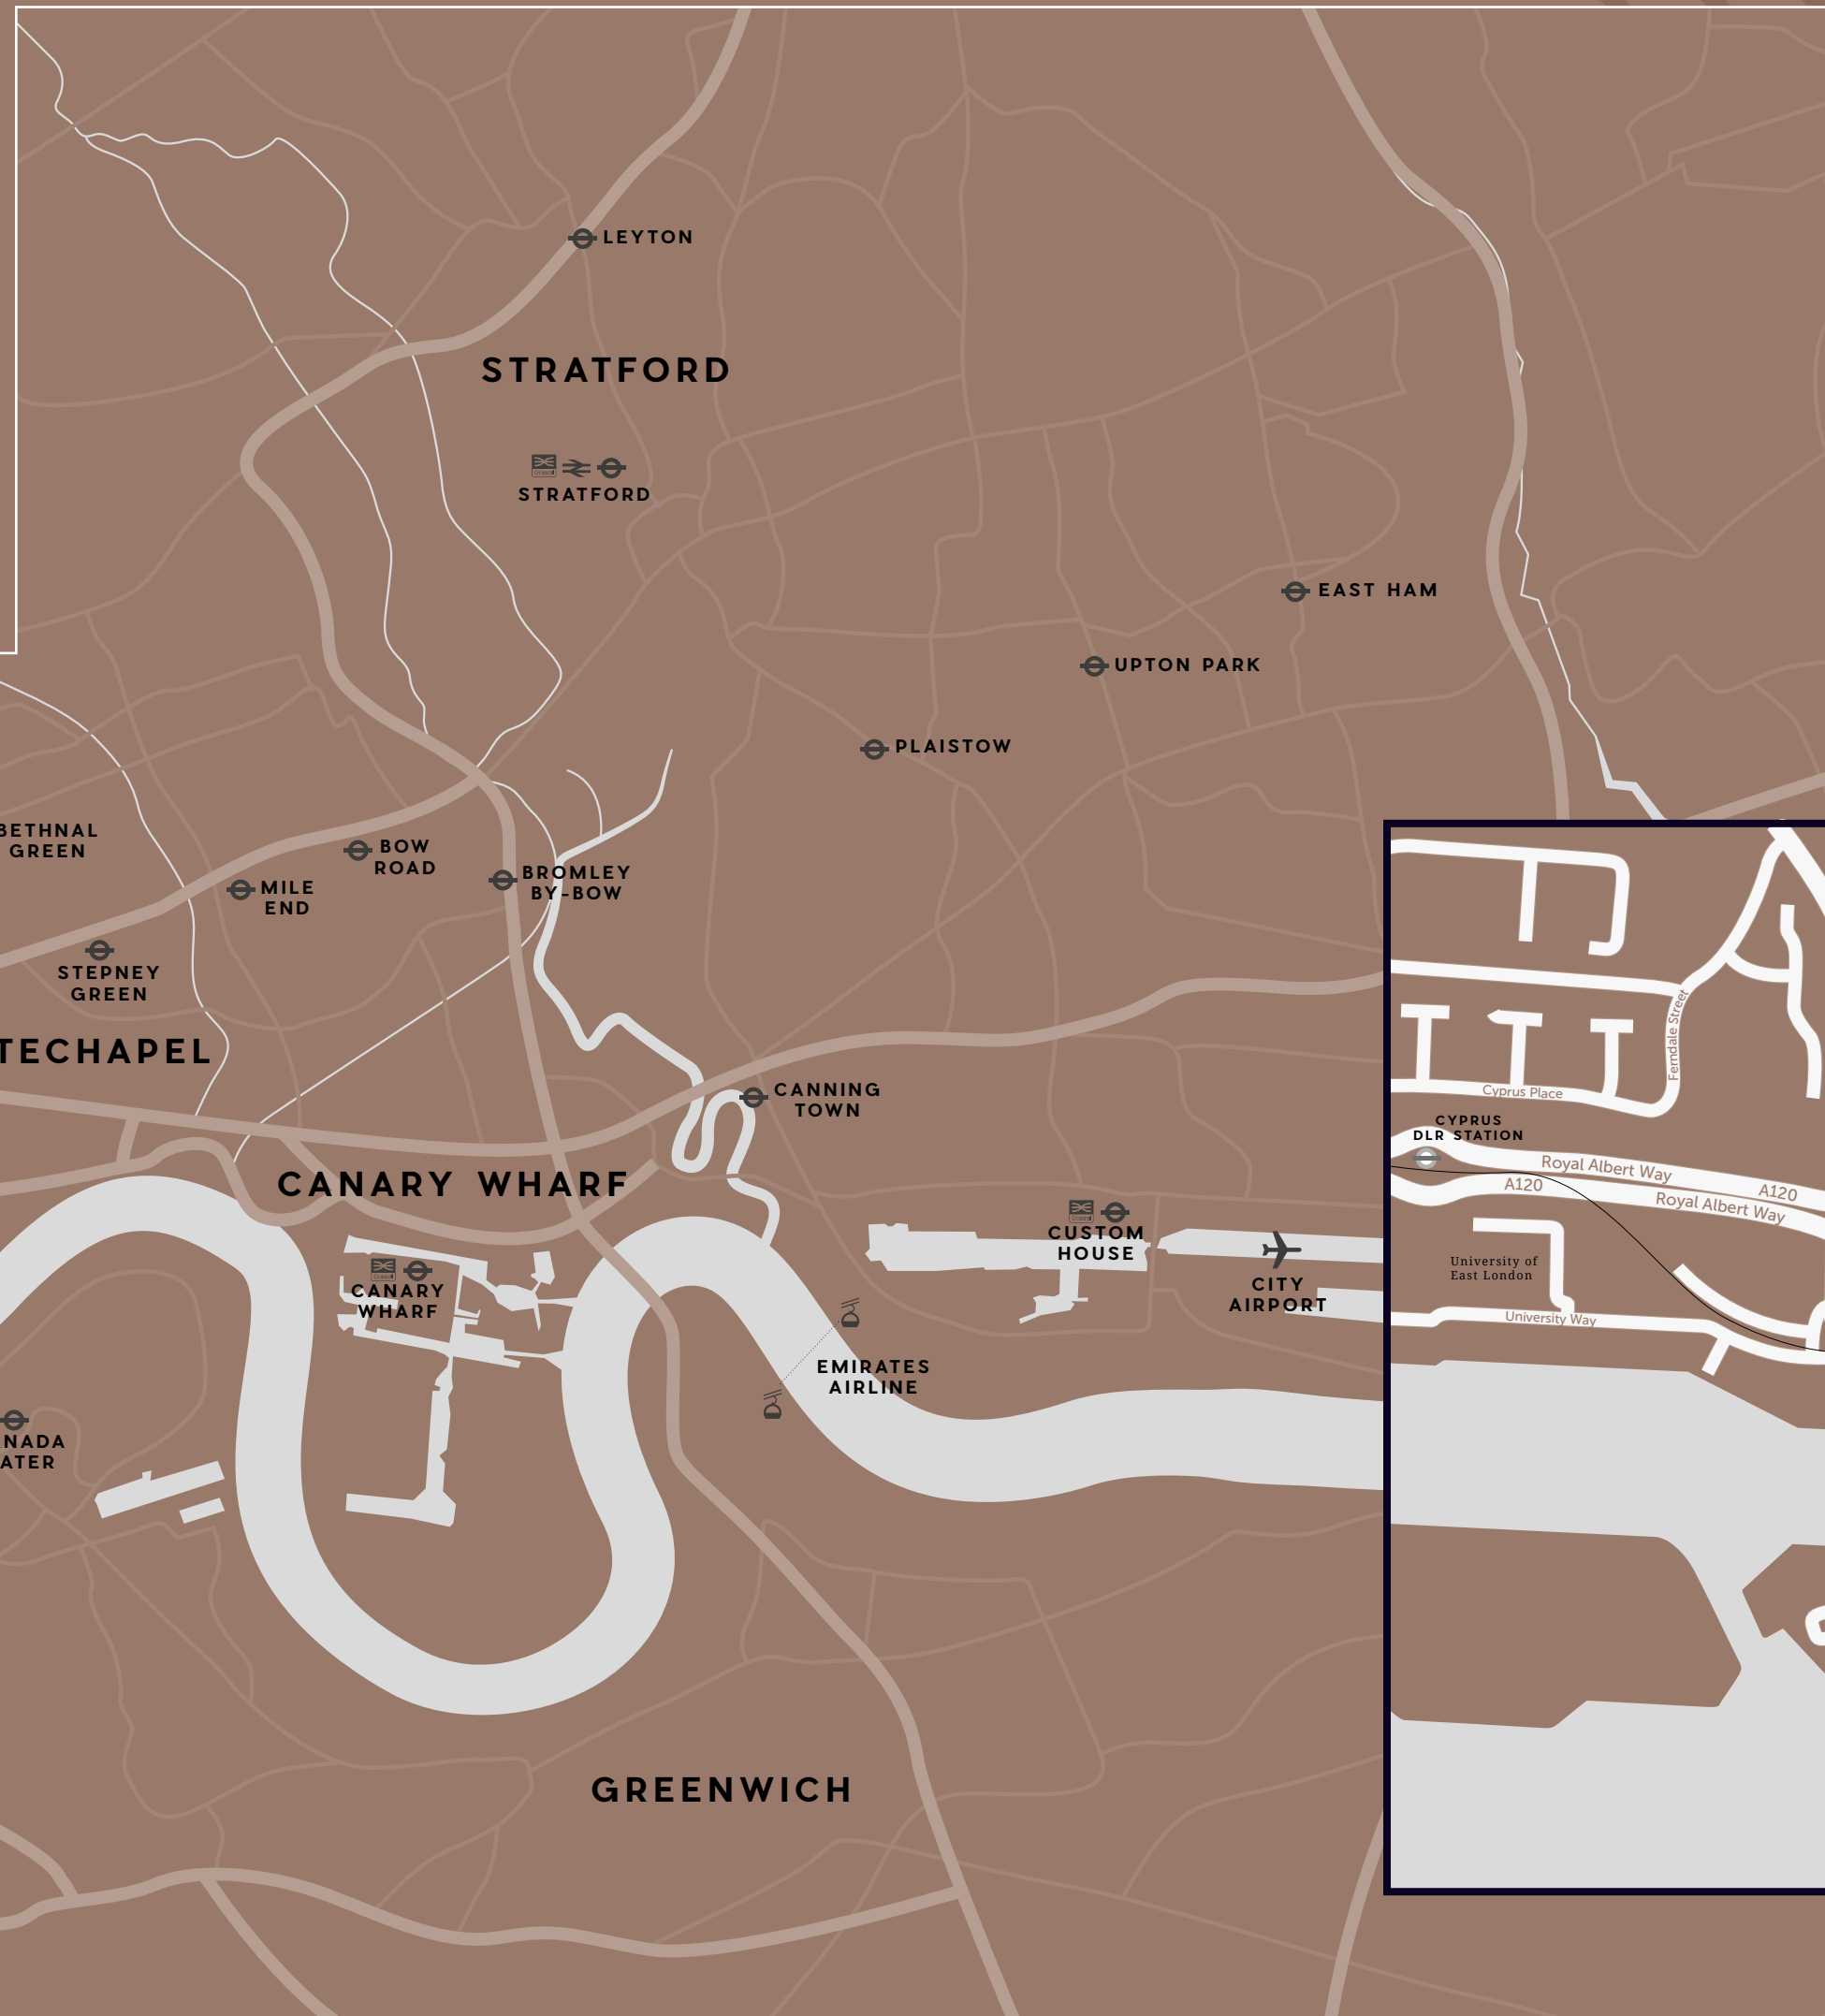 LEYTON
STRATFORD
STRATFORD
EAST HAM
UPTON PARK
PLAISTOW
BETHNAL
GREEN
BOW
ROAD
MILE
END
BROMLEY
BY-BOW
STEPNEY
GREEN
TECHAPEL
CANNING
TOWN
CANARY WHARF
CUSTOM
HOUSE
CANARY
WHARF
CITY
AIRPORT
EMIRATES
AIRLINE
NADA
ATER
GREENWICH
Ferndale Street
Cyprus Place
CYPRUS
DLR STATION
Royal Albert Way
A120
A120
Royal Albert Way
University of
East London
University Way